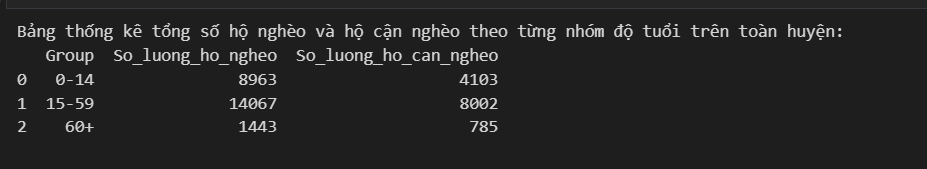 Bảng thống kê tổng số hộ nghèo và hộ cận nghèo theo từng nhóm độ tuổi trên toàn huyện:
Group So_luong_ho_ngheo So_luong_ho_can_ngheo
0 0-14 8963 4103
1 15-59 14067 8002
2 60+ 1443 785